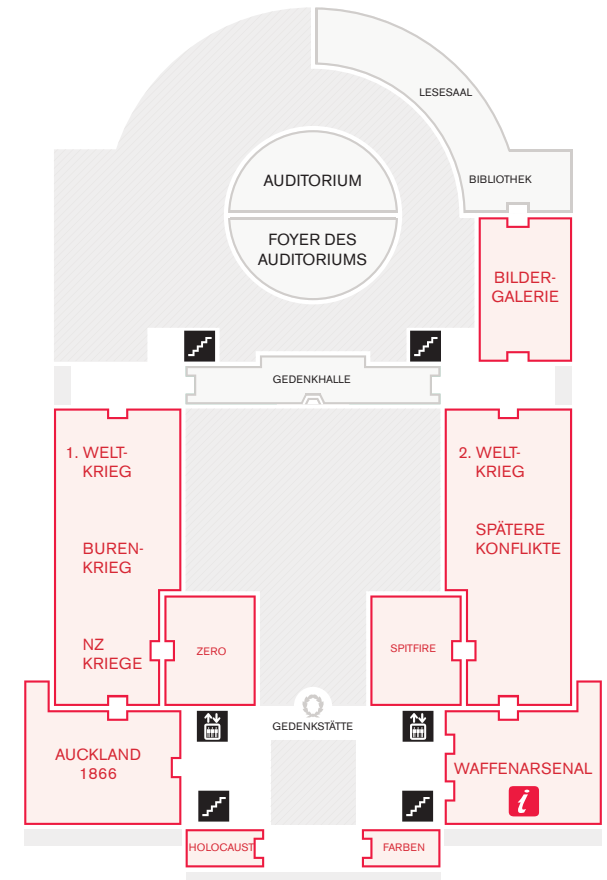 LESESAAL
BIBLIOTHEK
AUDITORIUM
FOYER DES
AUDITORIUMS
BILDER-
GALERIE
GEDENKHALLE
1. WELT-
KRIEG
BUREN-
KRIEG
NZ
KRIEGE
2. WELT-
KRIEG
SPÄTERE
KONFLIKTE
ZERO
SPITFIRE
GEDENKSTÄTTE
AUCKLAND
1866
WAFFENARSENAL
i
HOLOCAUST
FARBEN